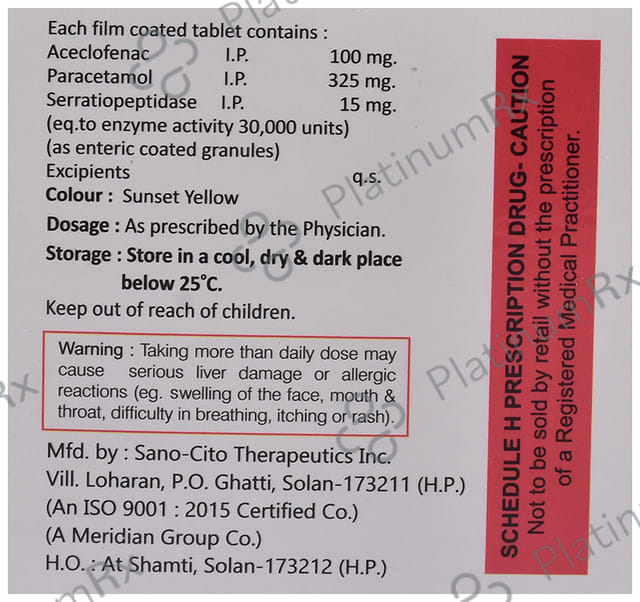 Each film coated tablet contains :
Aceclofenac I.P. 100 mg.
Paracetamol I.P. 325 mg.
Serratiopeptidase I.P. 15 mg.
(eq.to enzyme activity 30,000 units)
(as enteric coated granules)
Excipients q.s.
Colour : Sunset Yellow
Dosage : As prescribed by the Physician.
Storage : Store in a cool, dry & dark place
below 25°C.
Keep out of reach of children.
Warning : Taking more than daily dose may
cause serious liver damage or allergic
reactions (eg. swelling of the face, mouth &
throat, difficulty in breathing, itching or rash).
Mfd. by : Sano-Cito Therapeutics Inc.
Vill. Loharan, P.O. Ghatti, Solan-173211 (H.P.)
(An ISO 9001 : 2015 Certified Co.)
(A Meridian Group Co.)
H.O. : At Shamti, Solan-173212 (H.P.)
SCHEDULE H PRESCRIPTION DRUG- CAUTION
Not to be sold by retail without the prescription
of a Registered Medical Practitioner.
PlatinumRx
PlatinumRx
PlatinumRx
PlatinumRx